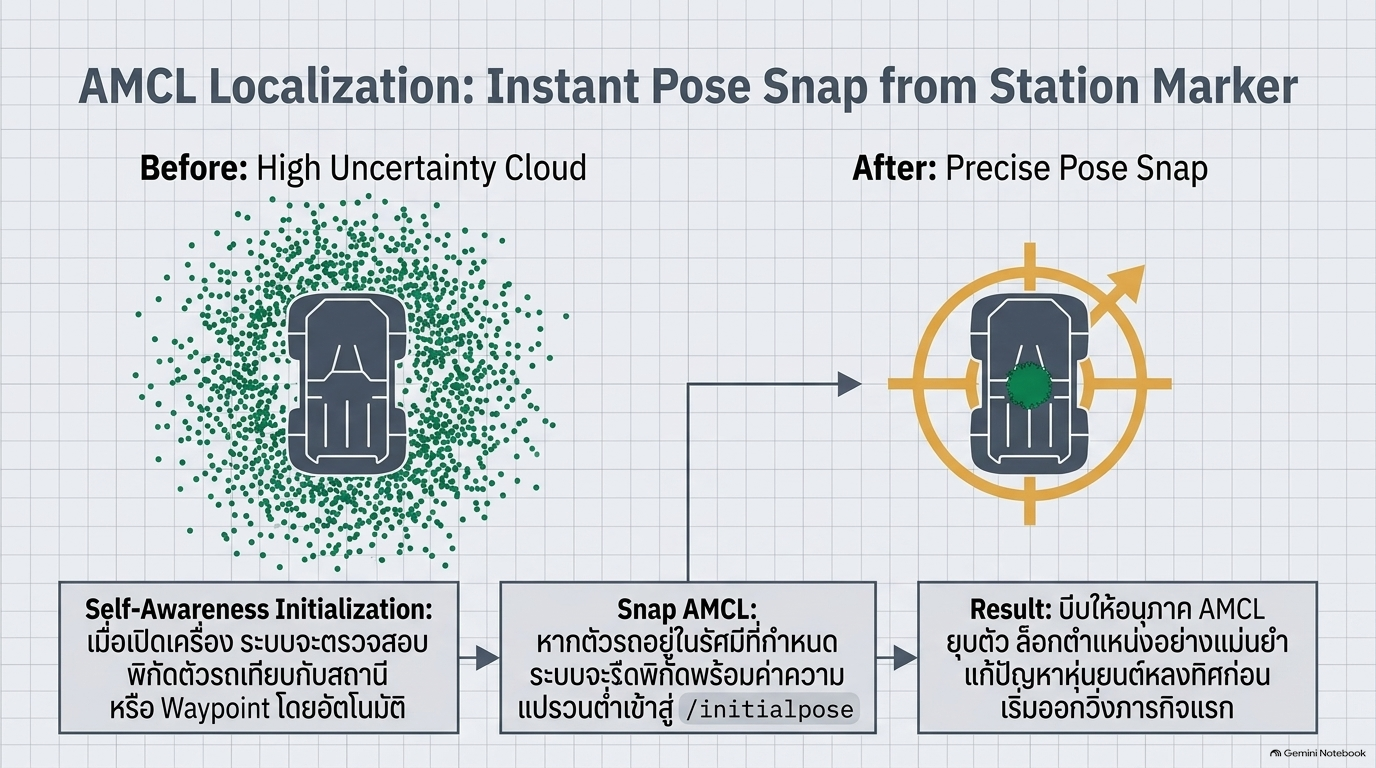 AMCL Localization: Instant Pose Snap from Station Marker
Before: High Uncertainty Cloud
After: Precise Pose Snap
Self-Awareness Initialization:
เมื่อเปิดเครื่อง ระบบจะตรวจสอบ
พิกัดตัวรถเทียบกับสถานี
หรือ Waypoint โดยอัตโนมัติ
Snap AMCL:
หากตัวรถอยู่ในรัศมีที่กำหนด
พิกัดพร้อมค่าความ
แปรวนต่ำเข้าสู่ /initialpose
Result: บีบให้อนุภาค AMCL
ยุบตัว ล็อกตำแหน่งอย่างแม่นยำ
แก้ปัญหาหุ่นยนต์หลงทิศก่อน
เริ่มออกวิ่งภารกิจแรก
Gemini Notebook